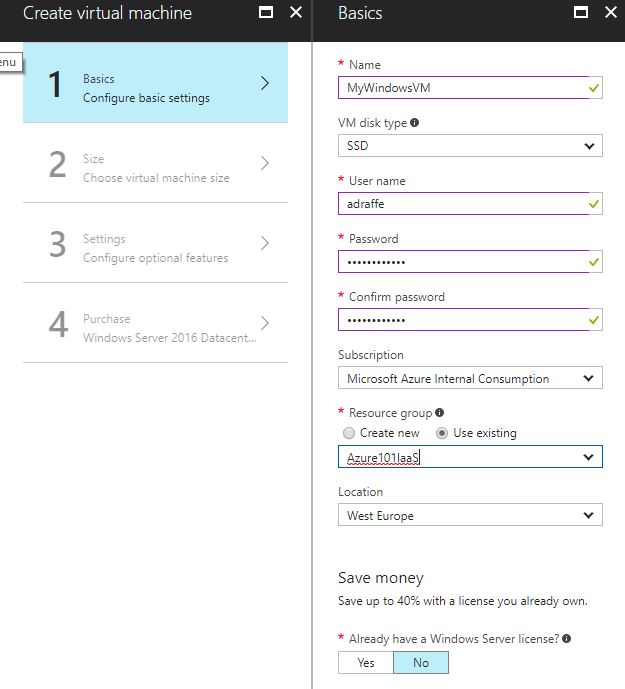 Create virtual machine
enu
1
Basics
Configure basic settings
2
Size
Choose virtual machine size
3
Settings
Configure optional features
4
Purchase
Windows Server 2016 Datacent...
Basics
* Name
MyWindowsVM
VM disk type
SSD
* User name
adraffe
* Password
••••••••••••
* Confirm password
••••••••••••
Subscription
Microsoft Azure Internal Consumption
* Resource group
Create new Use existing
Azure101IaaS
Location
West Europe
Save money
Save up to 40% with a license you already own.
* Already have a Windows Server license?
Yes No